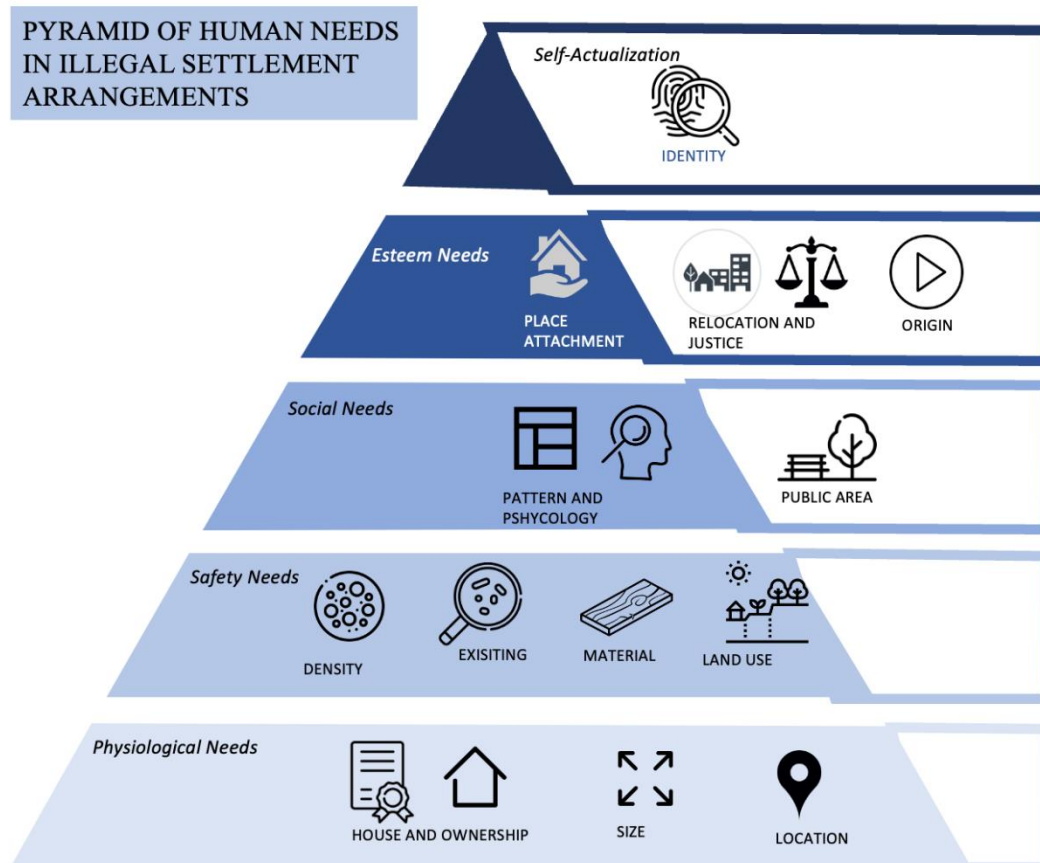 PYRAMID OF HUMAN NEEDS
IN ILLEGAL SETTLEMENT
ARRANGEMENTS
Self-Actualization
IDENTITY
Esteem Needs
PLACE
ATTACHMENT
RELOCATION AND
JUSTICE
ORIGIN
Social Needs
PATTERN AND
PSHYCOLOGY
PUBLIC AREA
Safety Needs
DENSITY
EXISITING
MATERIAL
LAND USE
Physiological Needs
HOUSE AND OWNERSHIP
SIZE
LOCATION